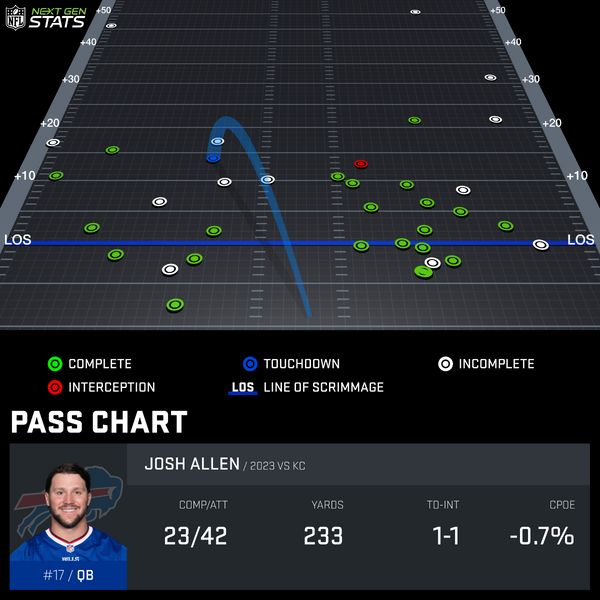 NFL NEXT GEN STATS
+50 +50
+40 +40
+30 +30
+20 +20
+10 +10
LOS LOS
COMPLETE TOUCHDOWN INCOMPLETE
INTERCEPTION LOS LINE OF SCRIMMAGE
PASS CHART
JOSH ALLEN / 2023 VS KC
COMP/ATT YARDS TD-INT CPOE
23/42 233 1-1 -0.7%
BILLS
#17 / QB